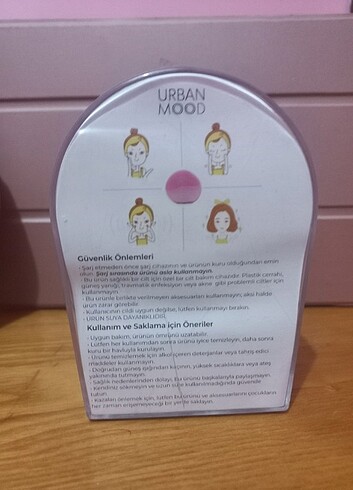 URBAN
MOOD
Güvenlik Önlemleri
- Şarj etmeden önce şarj cihazının ve ürünün kuru olduğundan emin
olun. Şarj sırasında ürünü asla kullanmayın.
- Bu ürün sağlıklı bir cilt için özel bir cilt bakım cihazıdır. Plastik cerrahi,
güneş yanığı, travmatik enfeksiyon veya akne gibi problemli ciltler için
kullanmayın.
- Bu ürünle birlikte verilmeyen aksesuarları kullanmayın, aksi halde
ürün zarar görebilir.
- Kullanıcının cildi uygun değilse, lütfen kullanmayı bırakın.
- ÜRÜN SUYA DAYANIKLIDIR.
Kullanım ve Saklama için Öneriler
- Uygun bakım, ürünün ömrünü uzatabilir.
- Lütfen her kullanımdan sonra ürünü iyice temizleyin, daha sonra
kuru bir havluyla kurulayın.
- Ürünü temizlemek için alkol içeren deterjanlar veya tahriş edici
maddeler kullanmayın.
- Doğrudan güneş ışığından kaçının, yüksek sıcaklıklara veya ateş
yakınında tutmayın.
- Sağlık nedenlerinden dolayı, bu ürünü başkalarıyla paylaşmayın.
- Kendiniz sökmeyin ve uzun süre kullanılmadığında güvende
tutun.
- Kazaları önlemek için, lütfen bu ürünü ve aksesuarlarını çocukların
her zaman erişemeyeceği bir yerde saklayın.